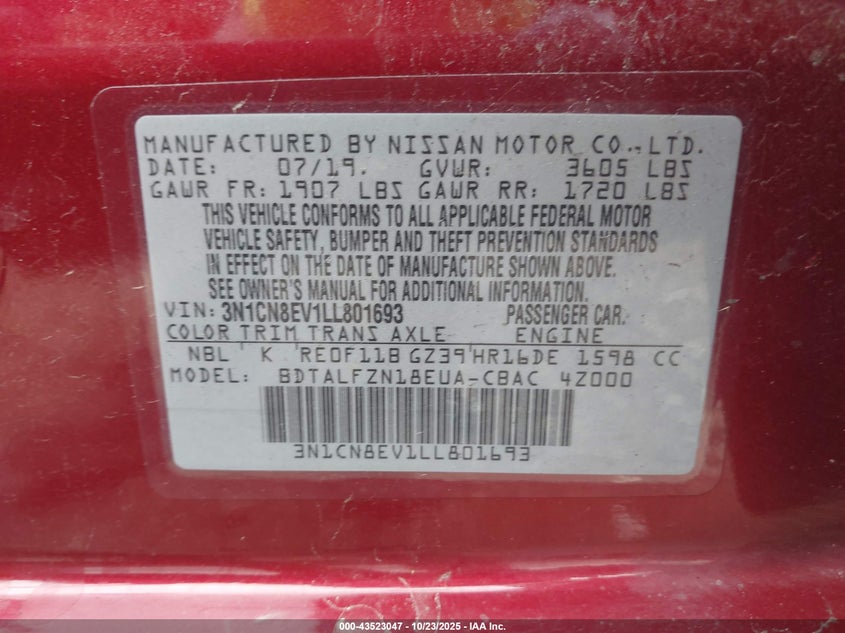 MANUFACTURED BY NISSAN MOTOR CO.,LTD.
DATE: 07/19. GVWR: 3605 LBS
GAWR FR: 1907 LBS GAWR RR: 1720 LBS
THIS VEHICLE CONFORMS TO ALL APPLICABLE FEDERAL MOTOR
VEHICLE SAFETY, BUMPER AND THEFT PREVENTION STANDARDS
IN EFFECT ON THE DATE OF MANUFACTURE SHOWN ABOVE.
SEE OWNER'S MANUAL FOR ADDITIONAL INFORMATION.
VIN: 3N1CN8EV1LL801693 PASSENGER CAR.
COLOR TRIM TRANS AXLE ENGINE
NBL K RE0F11B GZ39 HR16DE 1598 CC
MODEL: BDTALFZN18EUA-CBAC 4Z000
3N1CN8EV1LL801693
000-43523047 - 10/23/2025 - IAA Inc.